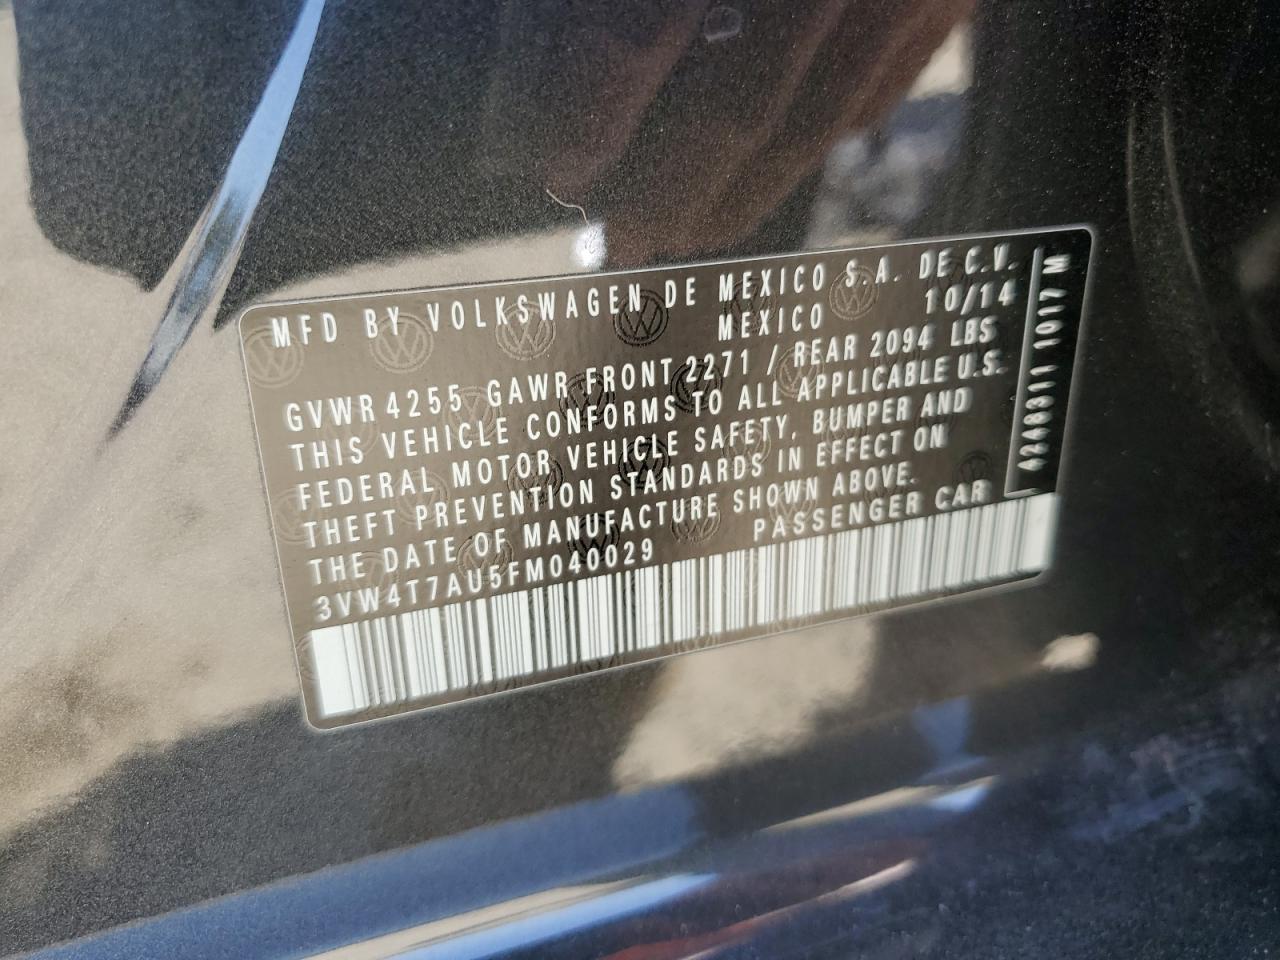 MFD BY VOLKSWAGEN DE MEXICO S.A. DE C.V.
MEXICO 10/14
GVWR 4255 GAWR FRONT 2271 / REAR 2094 LBS
THIS VEHICLE CONFORMS TO ALL APPLICABLE U.S.
FEDERAL MOTOR VEHICLE SAFETY, BUMPER AND
THEFT PREVENTION STANDARDS IN EFFECT ON
THE DATE OF MANUFACTURE SHOWN ABOVE.
3VW4T7AU5FM040029 PASSENGER CAR
1017 M